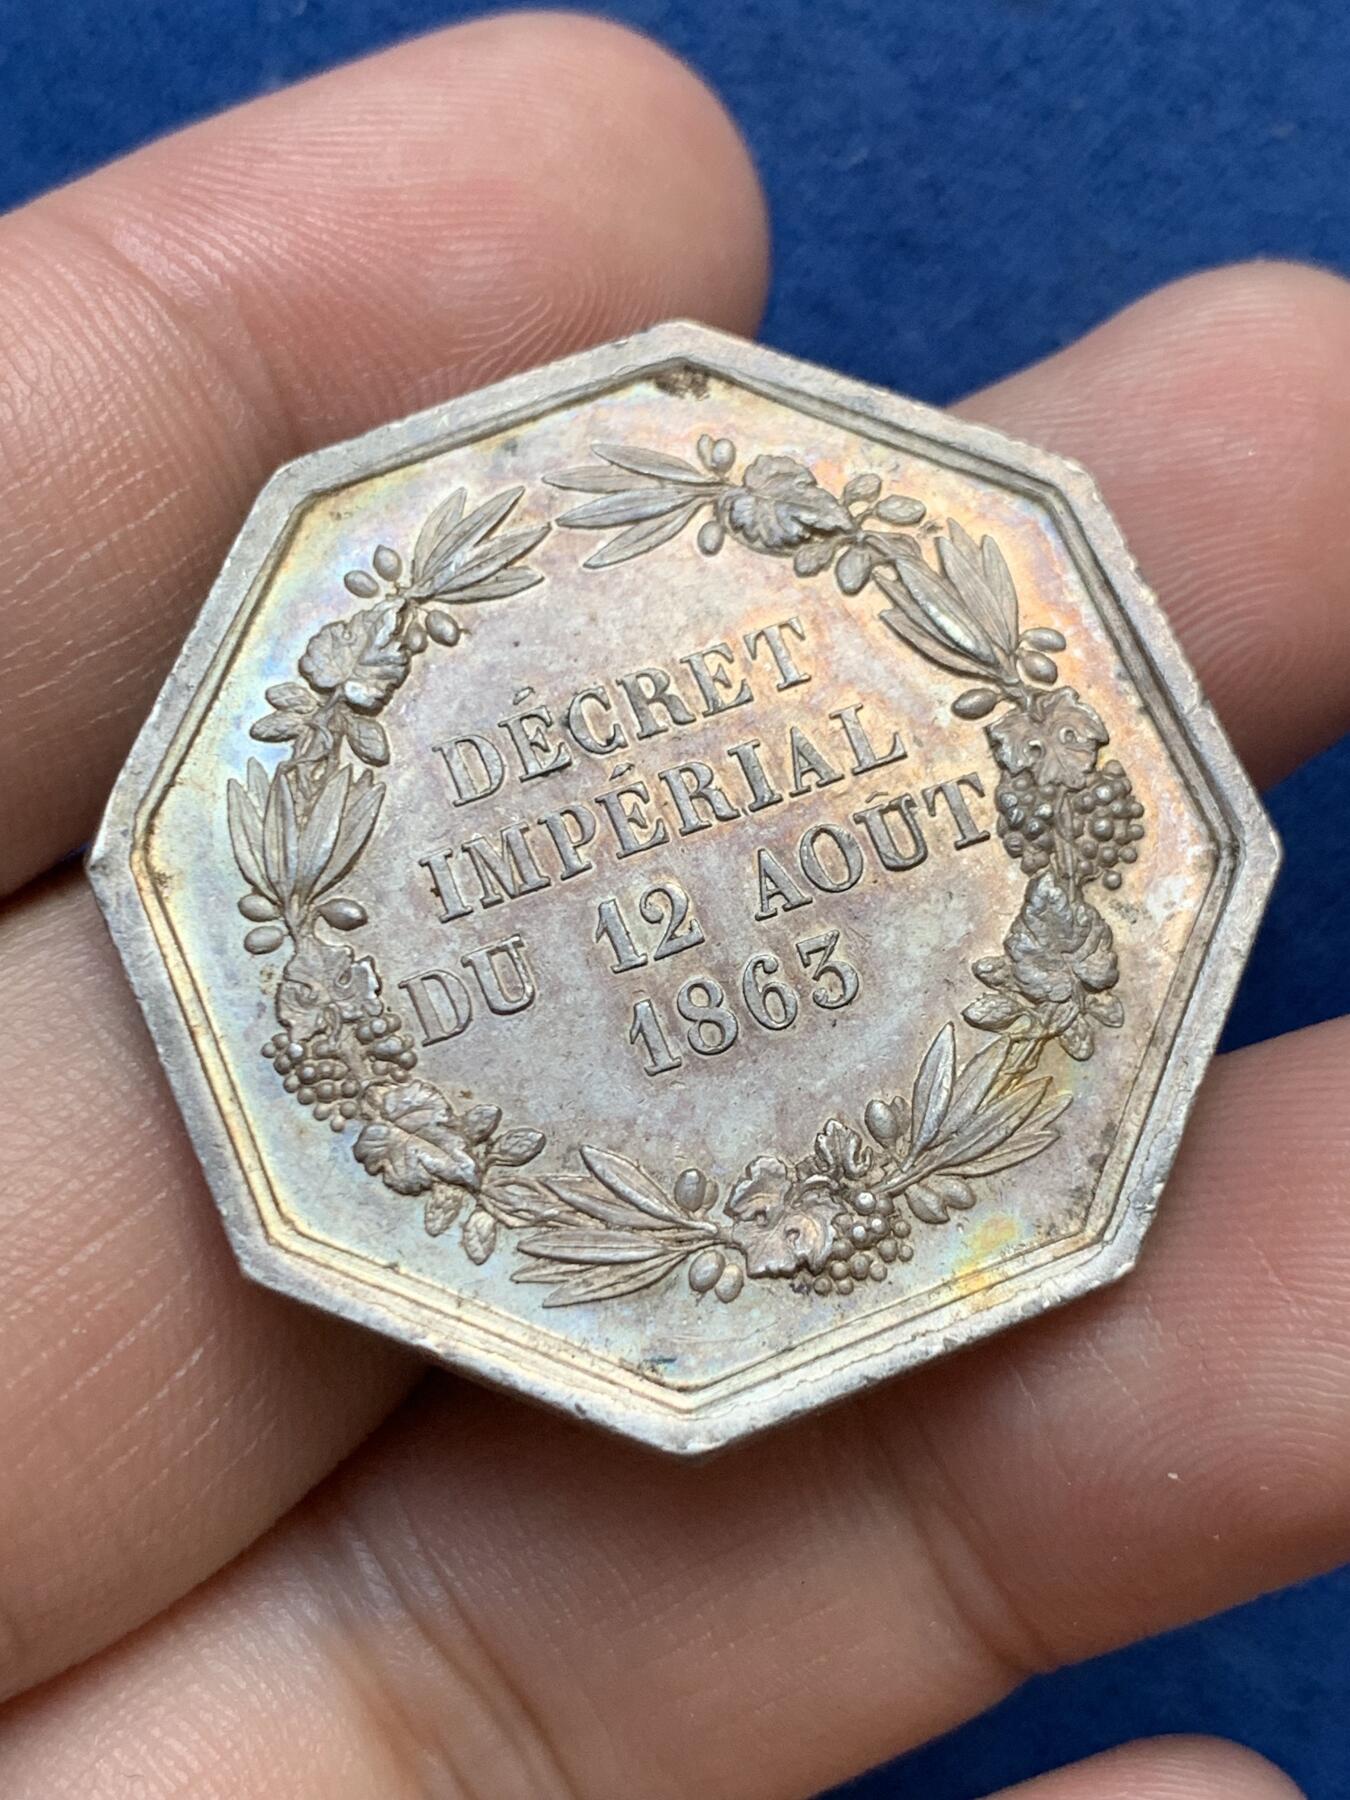 DÉCRET
IMPÉRIAL
DU 12 AOÛT
1863